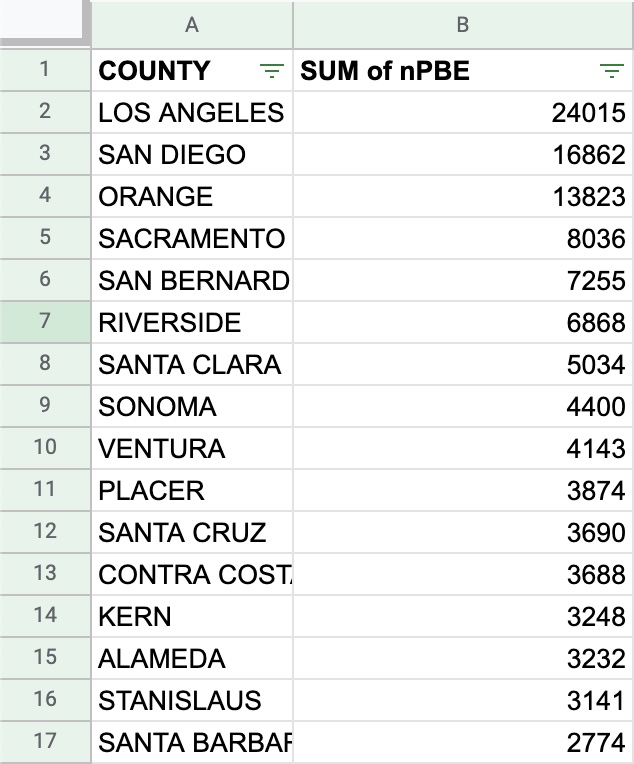 A B
1 COUNTY SUM of nPBE
2 LOS ANGELES 24015
3 SAN DIEGO 16862
4 ORANGE 13823
5 SACRAMENTO 8036
6 SAN BERNARD 7255
7 RIVERSIDE 6868
8 SANTA CLARA 5034
9 SONOMA 4400
10 VENTURA 4143
11 PLACER 3874
12 SANTA CRUZ 3690
13 CONTRA COSTA 3688
14 KERN 3248
15 ALAMEDA 3232
16 STANISLAUS 3141
17 SANTA BARBAR 2774